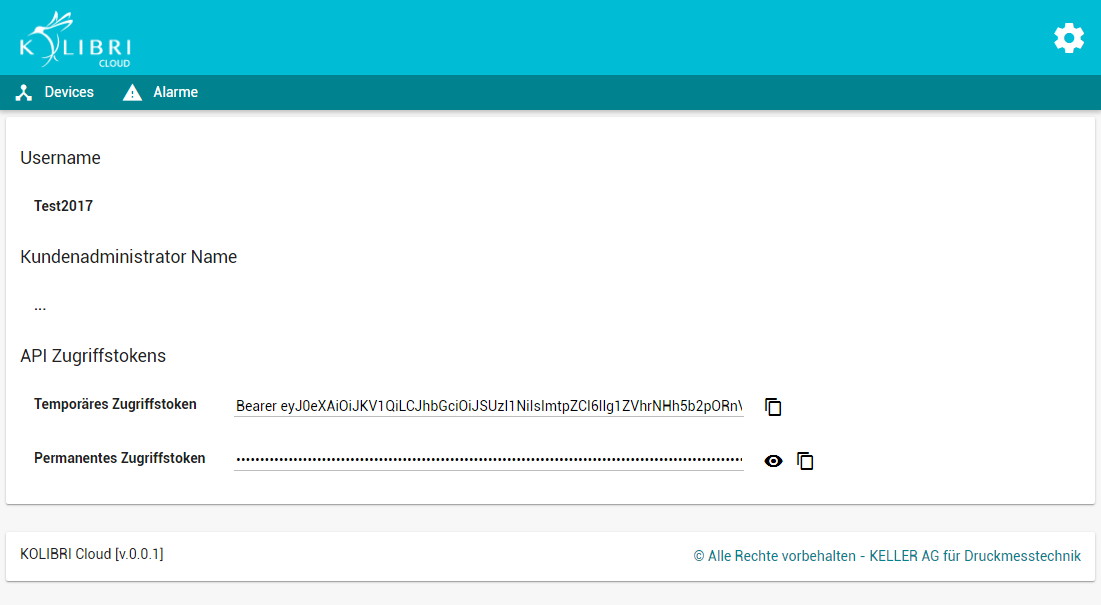 KOLIBRI
CLOUD
Devices
Alarme
Username
Test2017
Kundenadministrator Name
...
API Zugriffstokens
Temporäres Zugriffstoken
Bearer eyJ0eXAiOiJKV1QiLCJhbGciOiJSUzI1NiIsImtpZCI6IIg1ZVhrNHh5b2pORn
Permanentes Zugriffstoken
KOLIBRI Cloud [v.0.0.1]
© Alle Rechte vorbehalten - KELLER AG für Druckmesstechnik